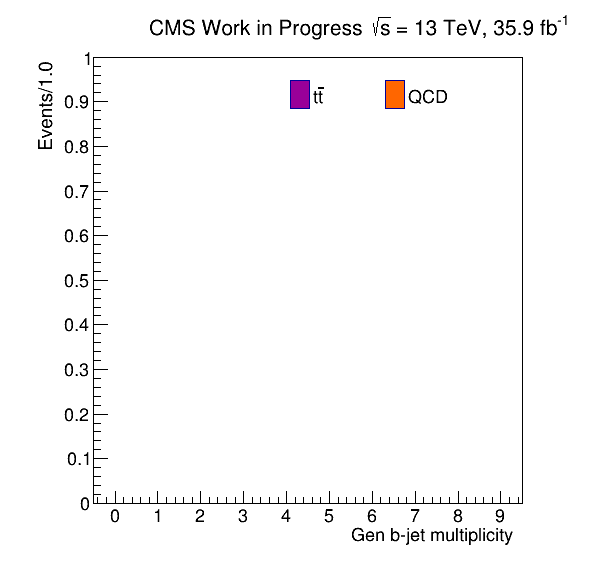 CMS Work in Progress √s = 13 TeV, 35.9 fb⁻¹
Events/1.0
1
0.9
0.8
0.7
0.6
0.5
0.4
0.3
0.2
0.1
0
tt̅ QCD
0 1 2 3 4 5 6 7 8 9
Gen b-jet multiplicity